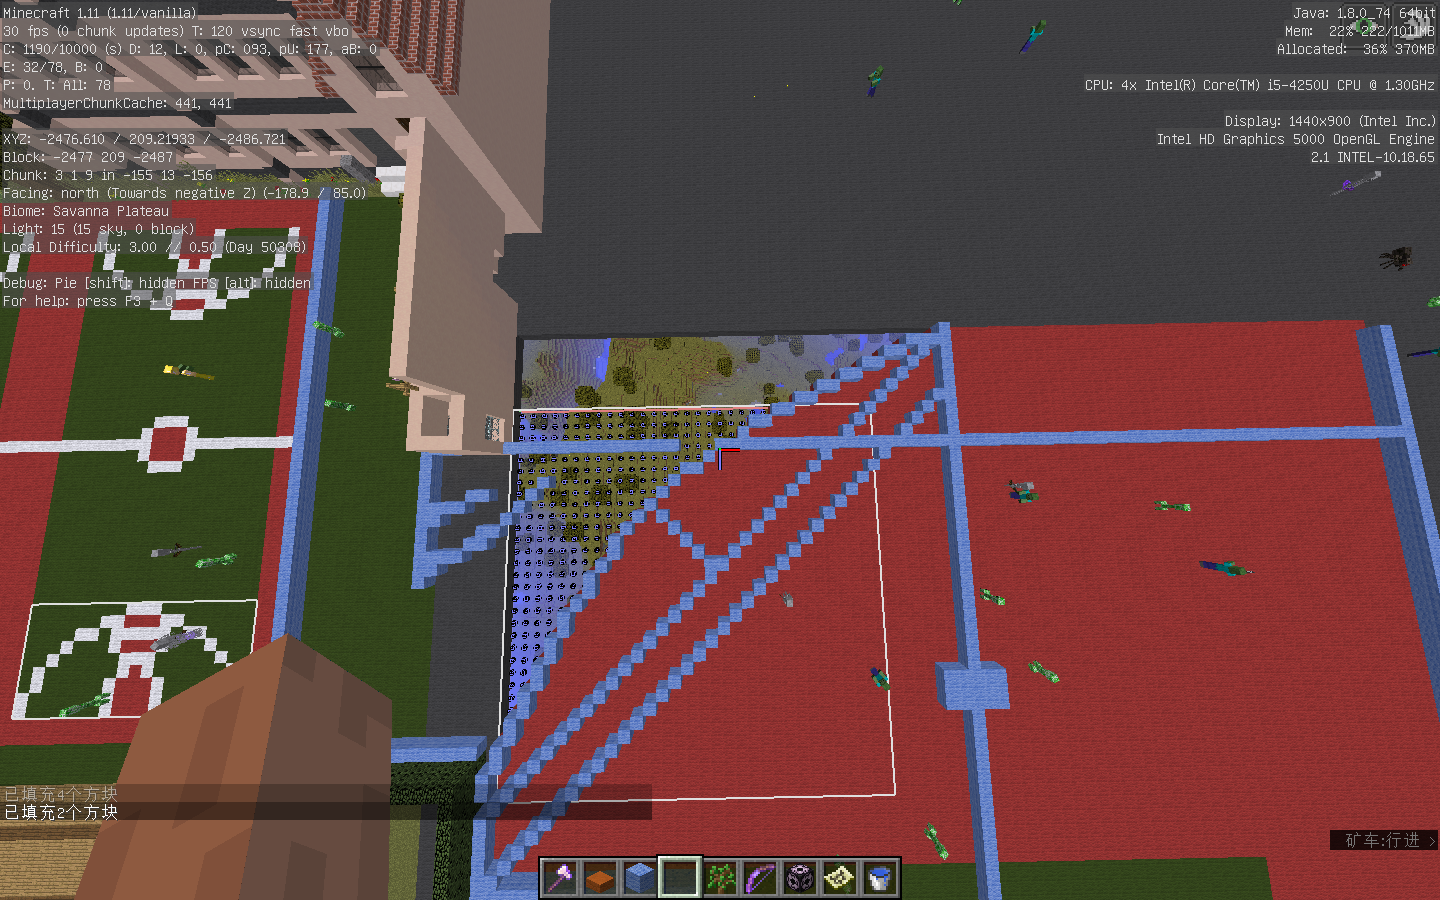 Minecraft 1.11 (1.11/vanilla)
30 fps (0 chunk updates) T: 120 vsync fast vbo
C: 1190/10000 (s) D: 12, L: 0, pC: 093, pU: 177, aB: 0
E: 32/78, B: 0
P: 0. T: All: 78
MultiplayerChunkCache: 441, 441
XYZ: -2476.610 / 209.21933 / -2486.721
Block: -2477 209 -2487
Chunk: 3 1 9 in -155 13 -156
Facing: north (Towards negative Z) (-178.9 / 85.0)
Biome: Savanna Plateau
Light: 15 (15 sky, 0 block)
Local Difficulty: 3.00 // 0.50 (Day 50308)
Debug: Pie [shift]: hidden FPS [alt]: hidden
For help: press F3 + Q
Java: 1.8.0_74 64bit
Mem: 22% 222/1011MB
Allocated: 36% 370MB
CPU: 4x Intel(R) Core(TM) i5-4250U CPU @ 1.30GHz
Display: 1440x900 (Intel Inc.)
Intel HD Graphics 5000 OpenGL Engine
2.1 INTEL-10.18.65
已填充4个方块
已填充2个方块
矿车:行进 >